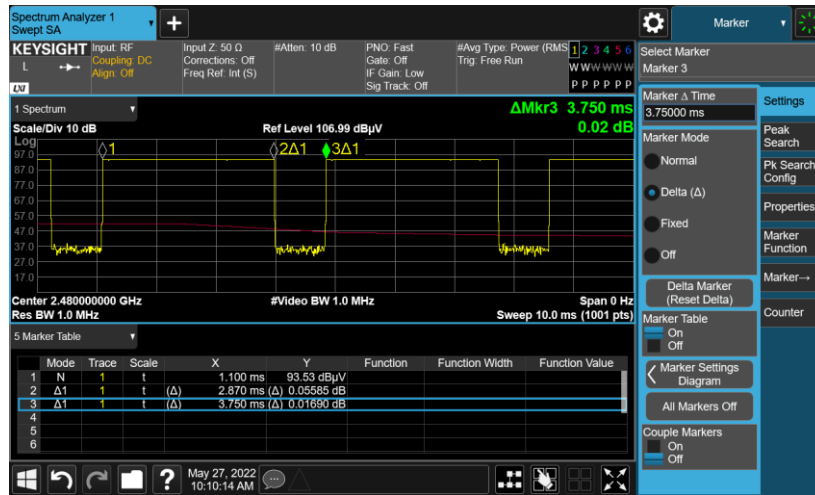 Spectrum Analyzer 1
Swept SA
+
Marker
KEYSIGHT
L
LXI
Input: RF
Coupling: DC
Align: Off
Input Z: 50 Ω
Corrections: Off
Freq Ref: Int (S)
#Atten: 10 dB
PNO: Fast
Gate: Off
IF Gain: Low
Sig Track: Off
#Avg Type: Power (RMS
Trig: Free Run
1 2 3 4 5 6
W W W W W W
P P P P P P
1 Spectrum
ΔMkr3 3.750 ms
0.02 dB
Scale/Div 10 dB
Ref Level 106.99 dBµV
Log
97.0
87.0
77.0
67.0
57.0
47.0
37.0
27.0
17.0
1
2Δ1
3Δ1
Center 2.480000000 GHz
#Video BW 1.0 MHz
Span 0 Hz
Res BW 1.0 MHz
Sweep 10.0 ms (1001 pts)
5 Marker Table
Mode Trace Scale X Y Function Function Width Function Value
1 N 1 t 1.100 ms 93.53 dBµV
2 Δ1 1 t (Δ) 2.870 ms (Δ) 0.05585 dB
3 Δ1 1 t (Δ) 3.750 ms (Δ) 0.01690 dB
4
5
6
?
May 27, 2022
10:10:14 AM
Select Marker
Marker 3
Marker Δ Time
3.75000 ms
Marker Mode
Normal
Delta (Δ)
Fixed
Off
Delta Marker
(Reset Delta)
Marker Table
On
Off
Marker Settings
Diagram
All Markers Off
Couple Markers
On
Off
Settings
Peak
Search
Pk Search
Config
Properties
Marker
Function
Marker→
Counter